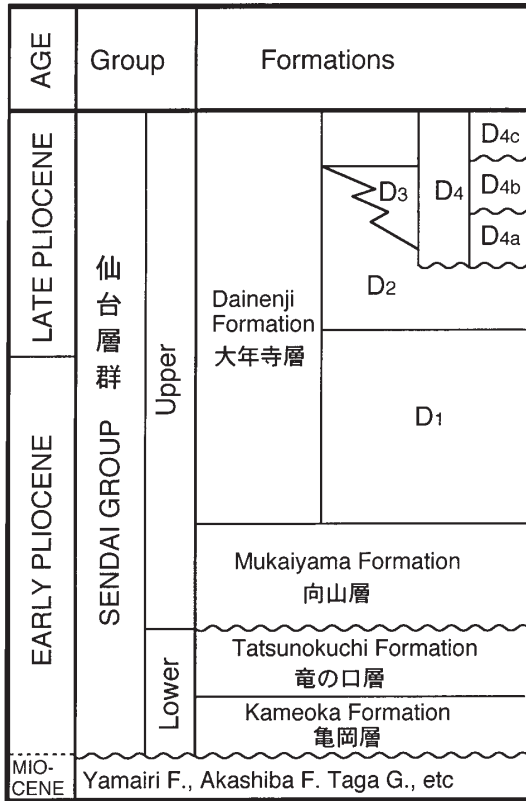 AGE
Group
Formations
LATE PLIOCENE
EARLY PLIOCENE
MIO-
CENE
仙台層群
SENDAI GROUP
Upper
Lower
Dainenji
Formation
大年寺層
D4c
D4b
D4a
D4
D3
D2
D1
Mukaiyama Formation
向山層
Tatsunokuchi Formation
竜の口層
Kameoka Formation
亀岡層
Yamairi F., Akashiba F. Taga G., etc